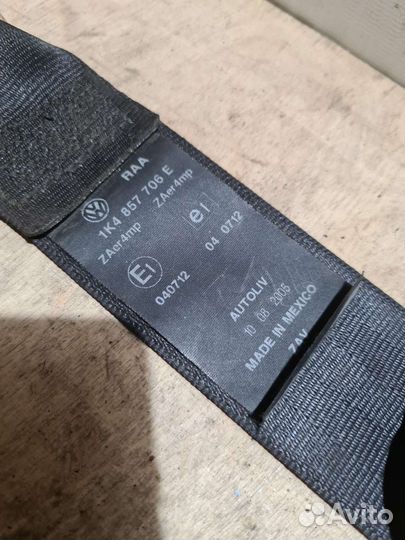 RAA
1K4 857 706 E
ZAer4mp ZAer4mp
E1 e1
040712 04 0712
AUTOLIV
10 08 2005
MADE IN MEXICO
74V
Avito